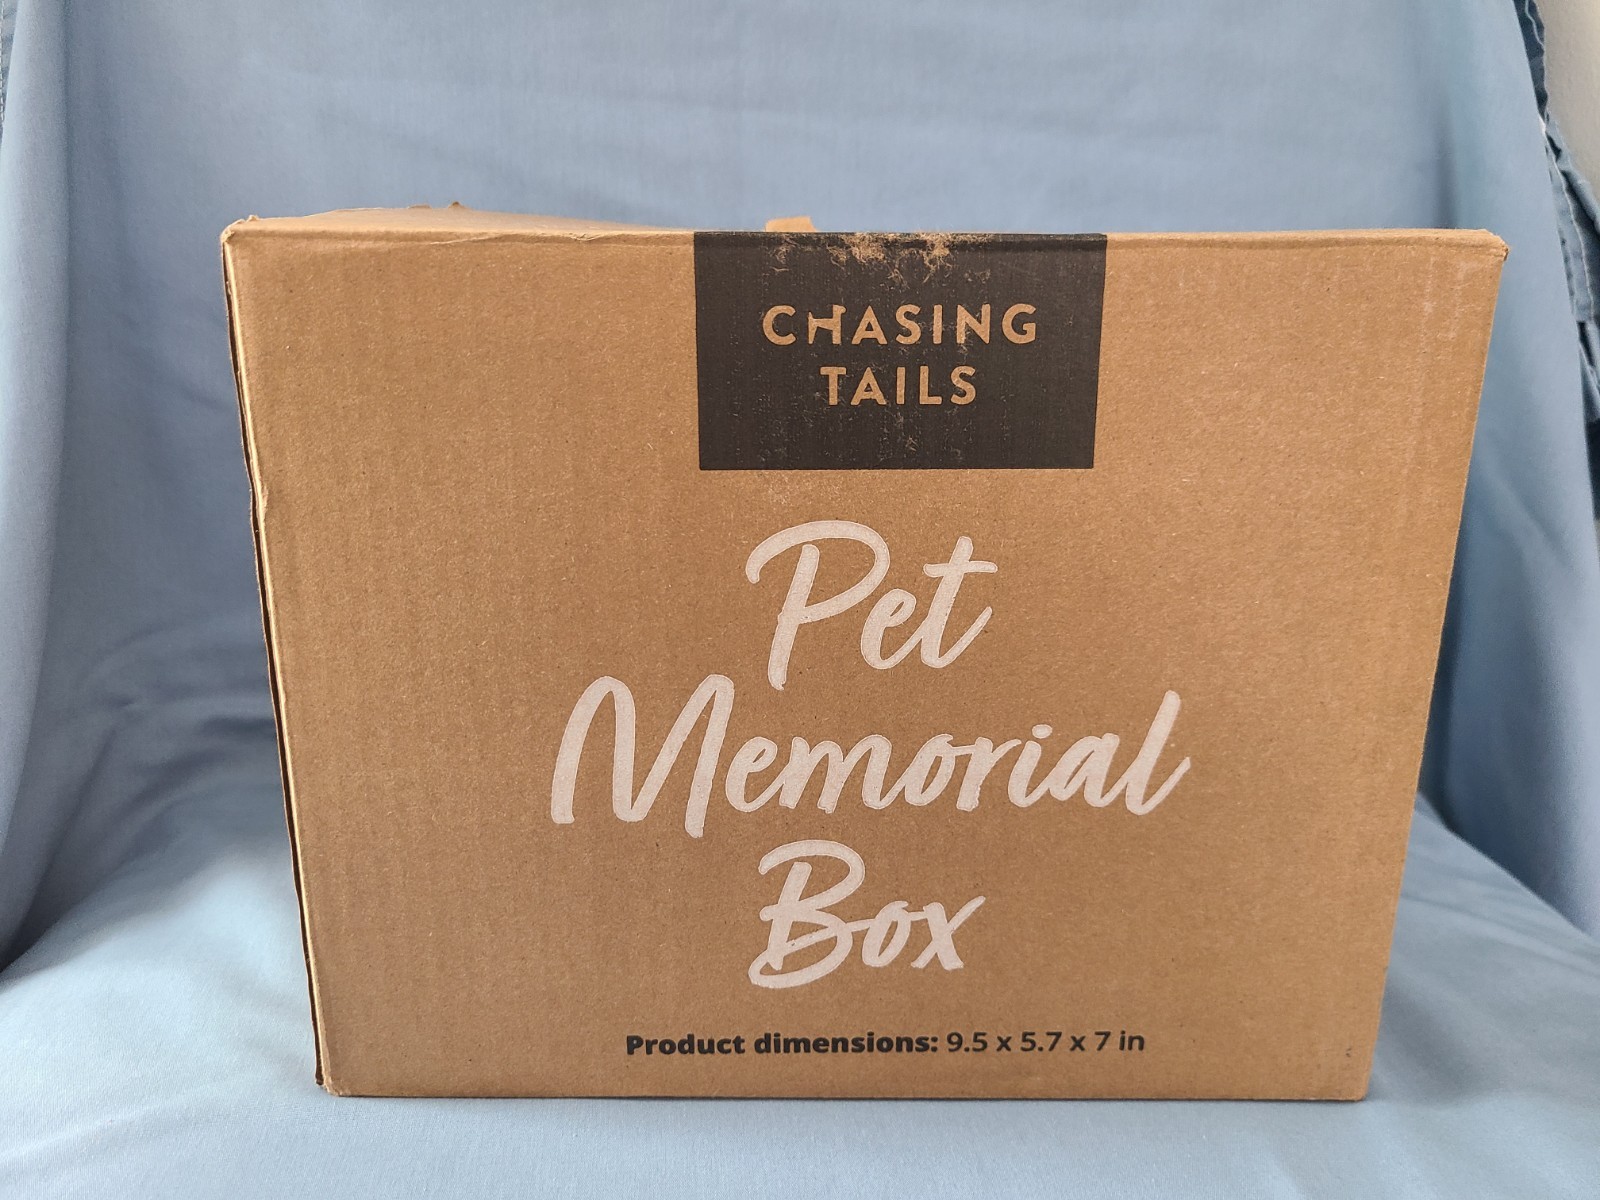 CHASING
TAILS
Pet
Memorial
Box
Product dimensions: 9.5 x 5.7 x 7 in